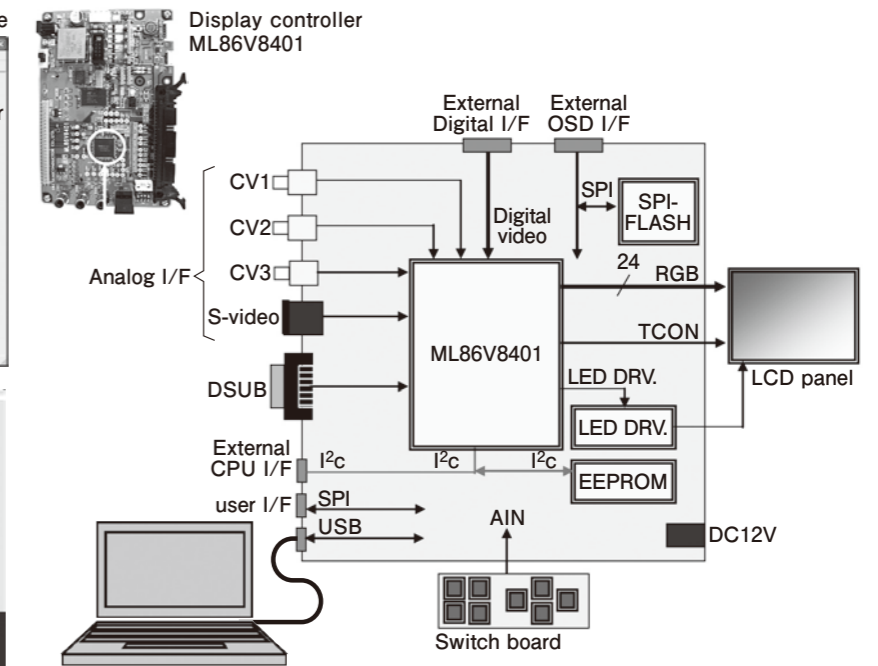 e
r
Display controller
ML86V8401
External
Digital I/F
External
OSD I/F
CV1
CV2
CV3
Analog I/F
S-video
DSUB
External
CPU I/F
user I/F
SPI
SPI-
FLASH
Digital
video
24
RGB
ML86V8401
TCON
LCD panel
LED DRV.
LED DRV.
I²C
I²C
I²C
EEPROM
SPI
USB
AIN
DC12V
Switch board